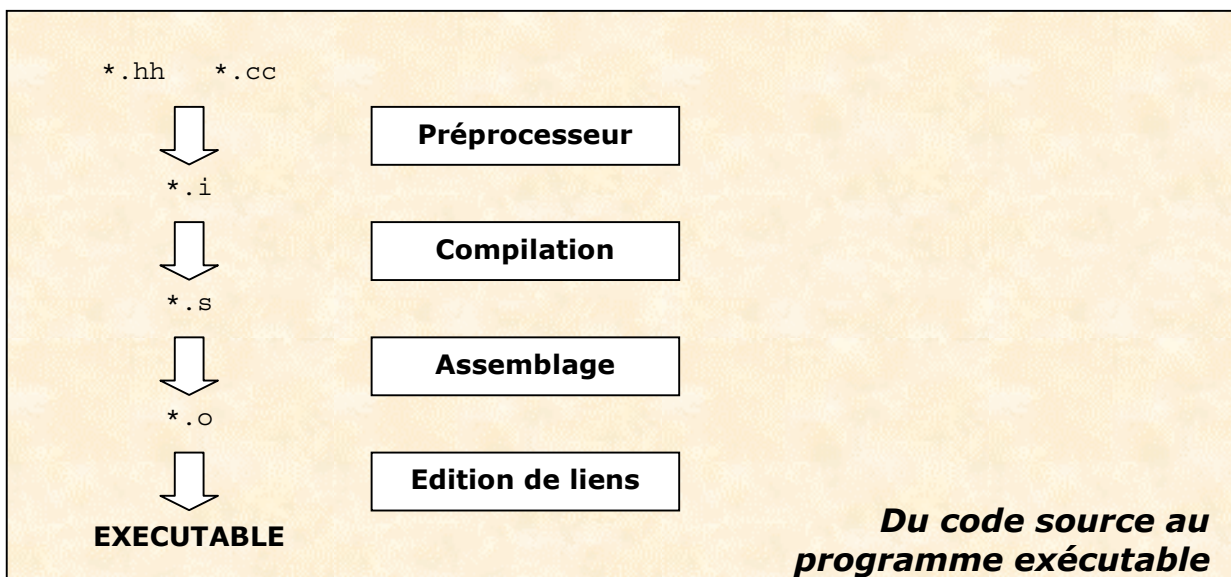 *.hh *.cc
Préprocesseur
*.i
Compilation
*.s
Assemblage
*.o
Edition de liens
EXECUTABLE
Du code source au
programme exécutable